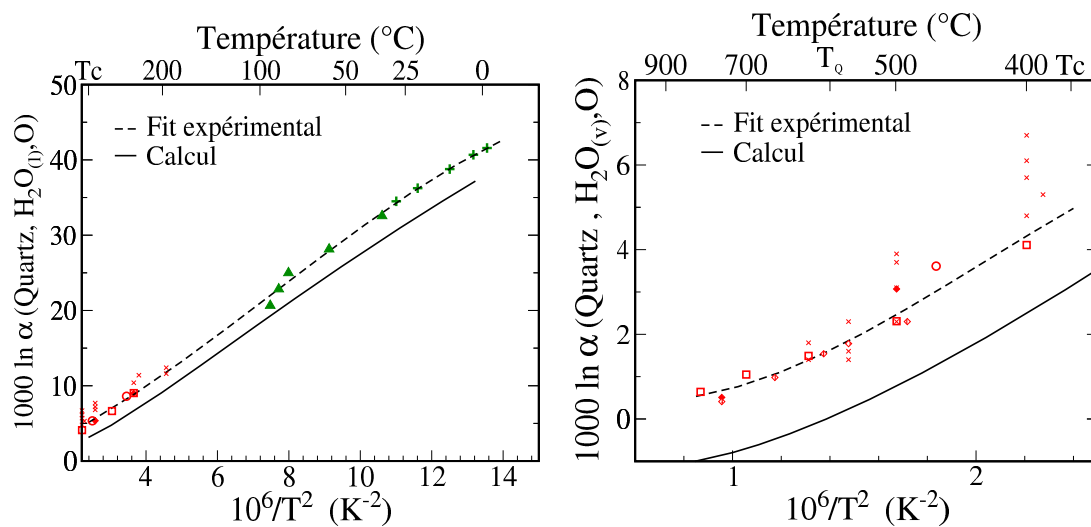 Température (°C)
Tc 200 100 50 25 0
50
40
30
20
10
0
1000 ln α (Quartz, H2O(l),O)
Fit expérimental
Calcul
4 6 8 10 12 14
10^6/T^2 (K^-2)
Température (°C)
900 700 TQ 500 400 Tc
8
6
4
2
0
1000 ln α (Quartz , H2O(v),O)
Fit expérimental
Calcul
1 2
10^6/T^2 (K^-2)